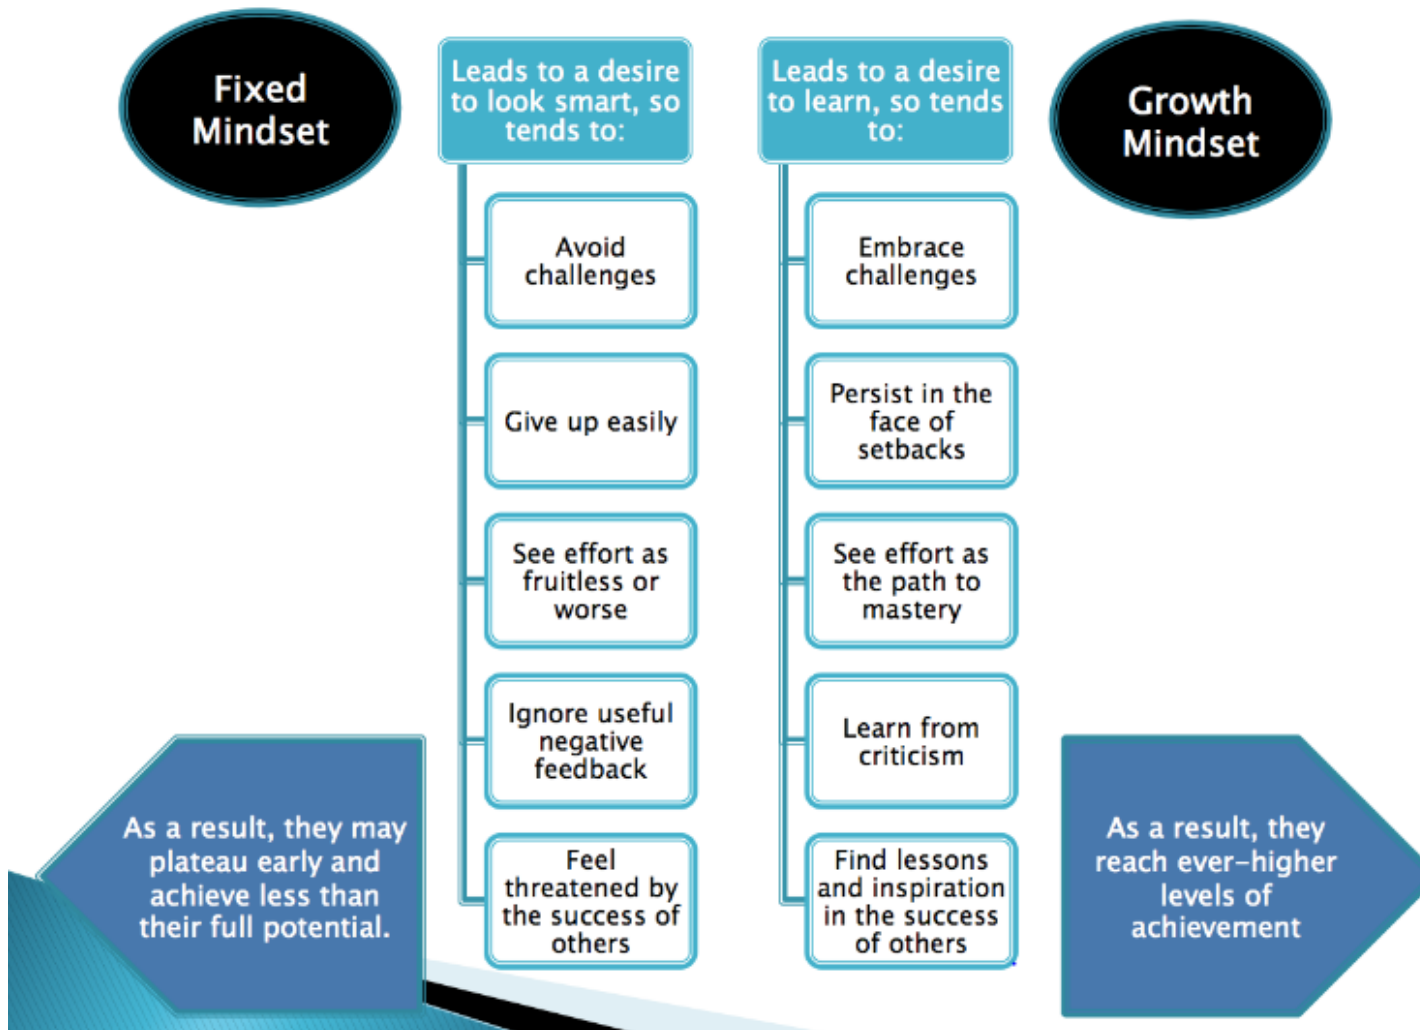 Fixed
Mindset
Leads to a desire
to look smart, so
tends to:
Avoid
challenges
Give up easily
See effort as
fruitless or
worse
Ignore useful
negative
feedback
Feel
threatened by
the success of
others
As a result, they may
plateau early and
achieve less than
their full potential.
Leads to a desire
to learn, so tends
to:
Growth
Mindset
Embrace
challenges
Persist in the
face of
setbacks
See effort as
the path to
mastery
Learn from
criticism
Find lessons
and inspiration
in the success
of others
As a result, they
reach ever-higher
levels of
achievement